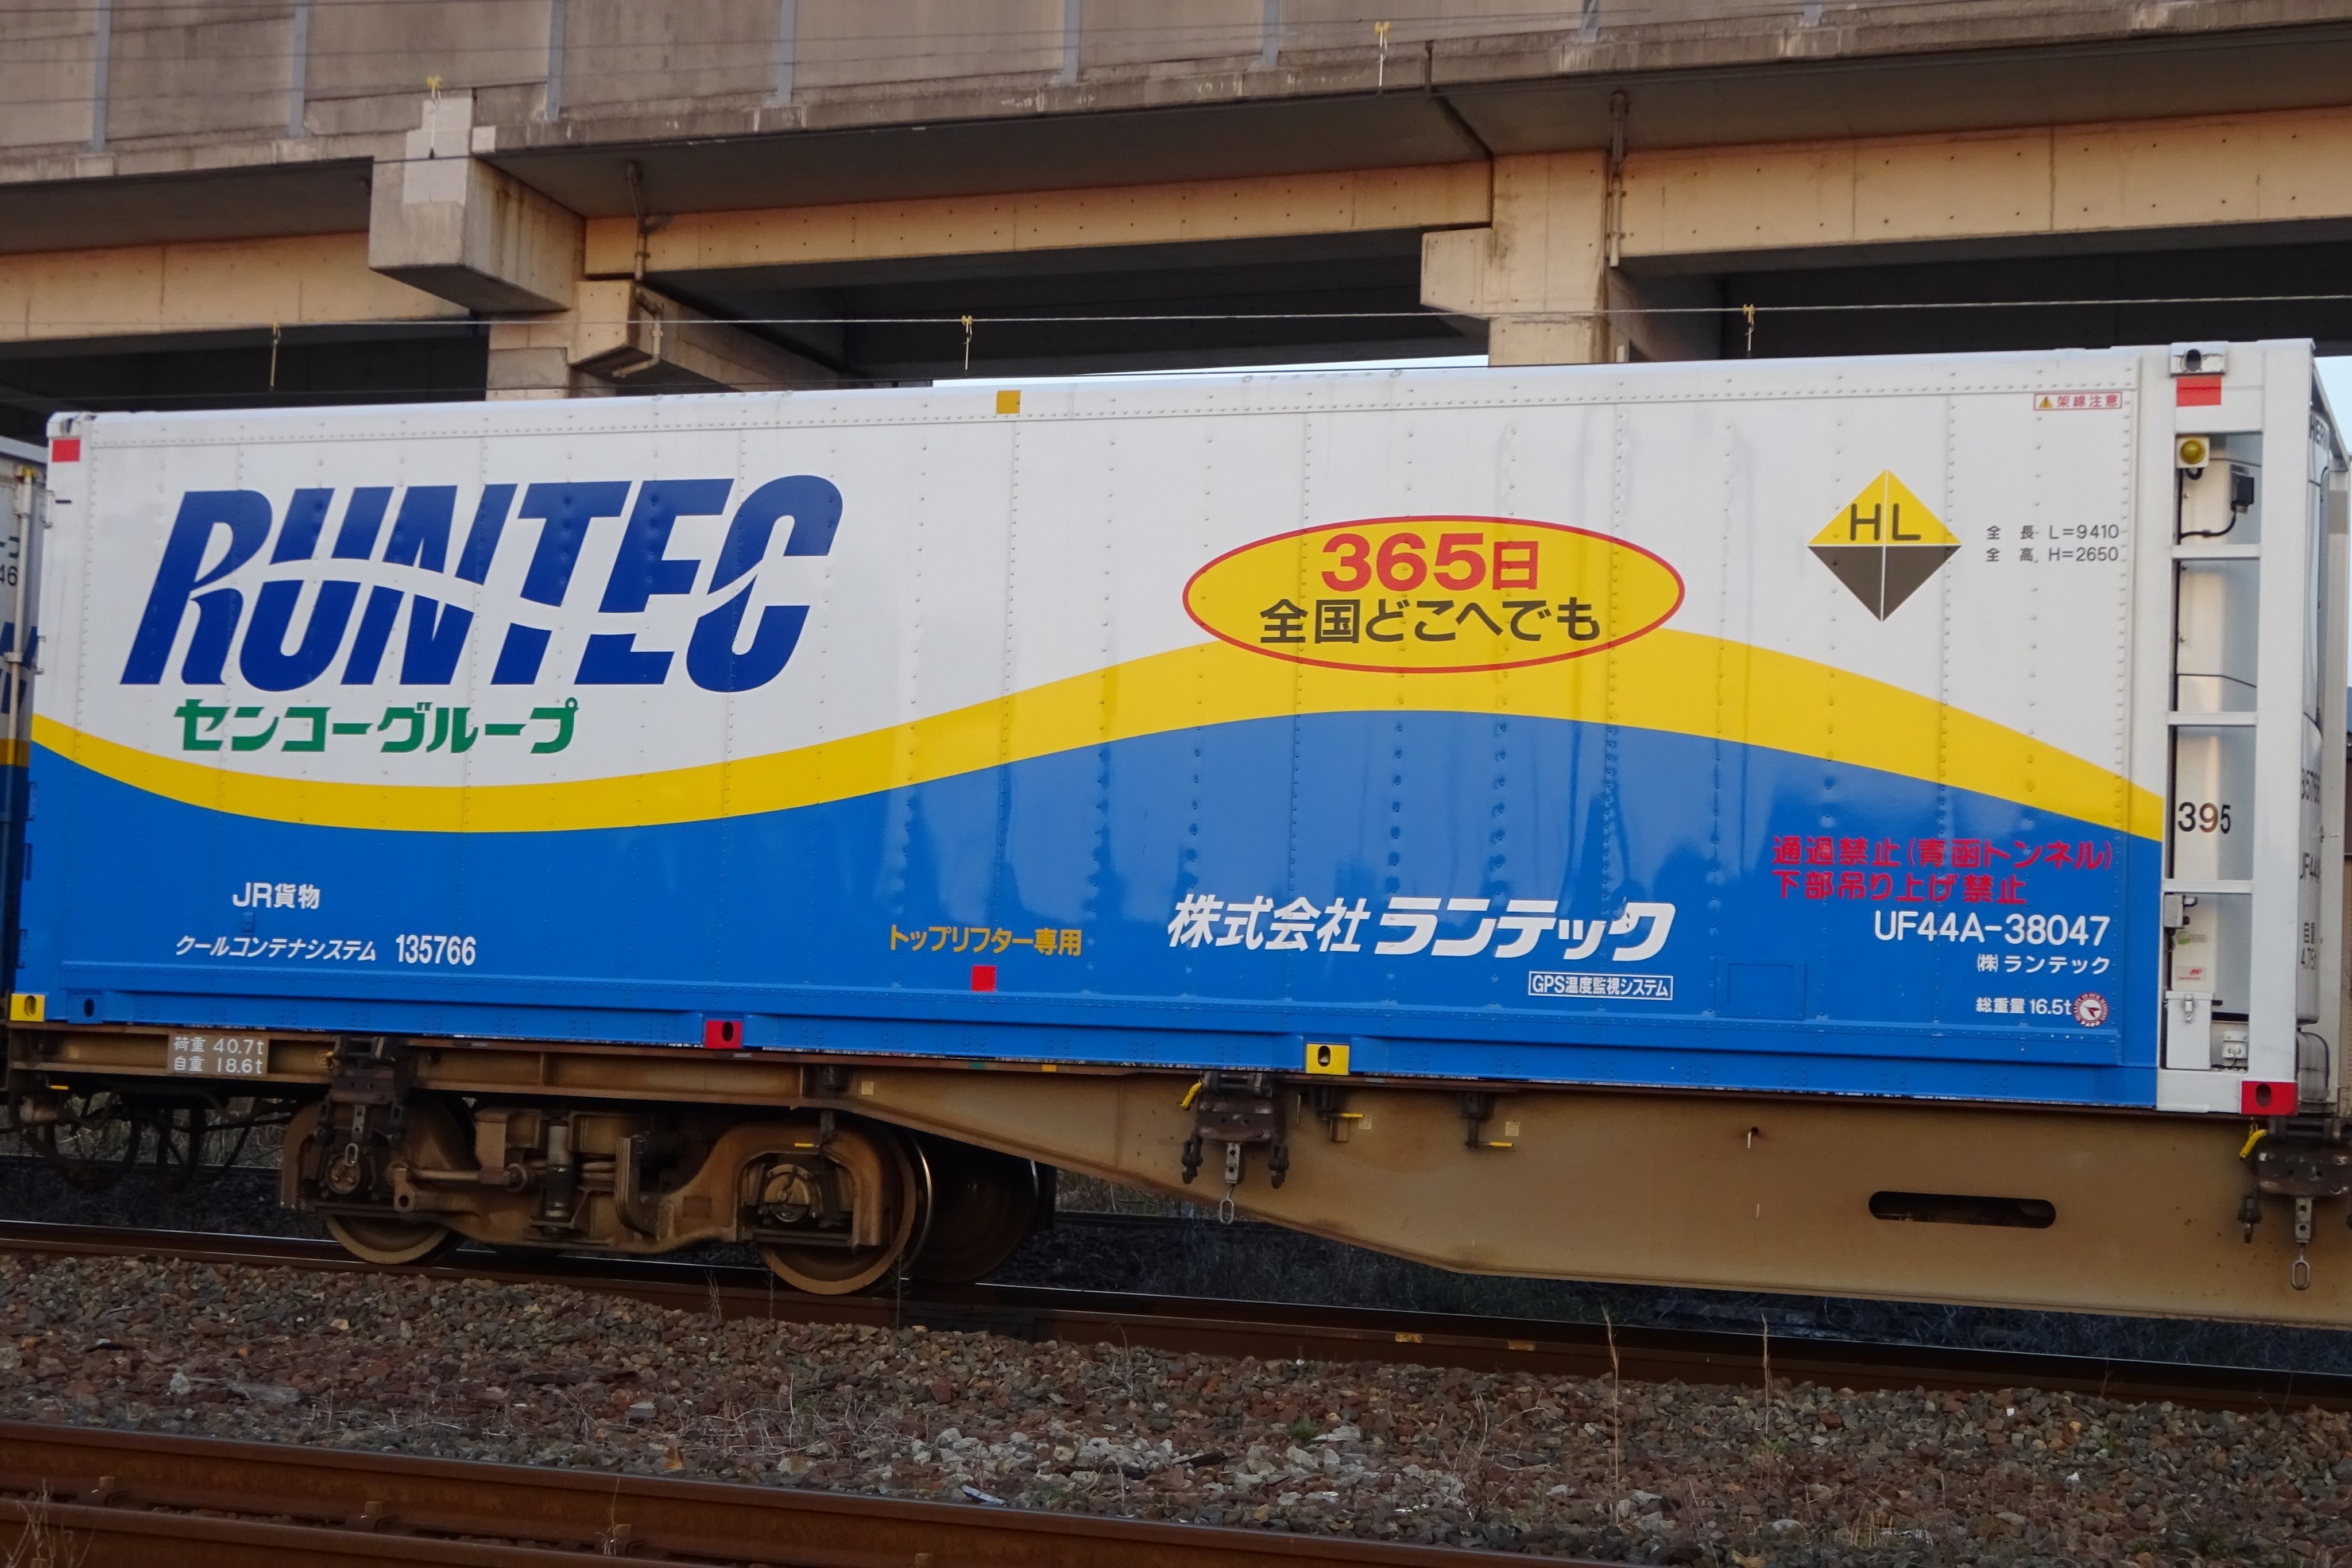 RUNTEC
センコーグループ
365日
全国どこへでも
⚠架線注意
HL
全長 L=9410
全高 H=2650
395
通過禁止(青函トンネル)
下部吊り上げ禁止
UF44A-38047
㈱ランテック
総重量 16.5t
JR貨物
クールコンテナシステム 135766
トップリフター専用
株式会社ランテック
GPS温度監視システム
荷重 40.7t
自重 18.6t